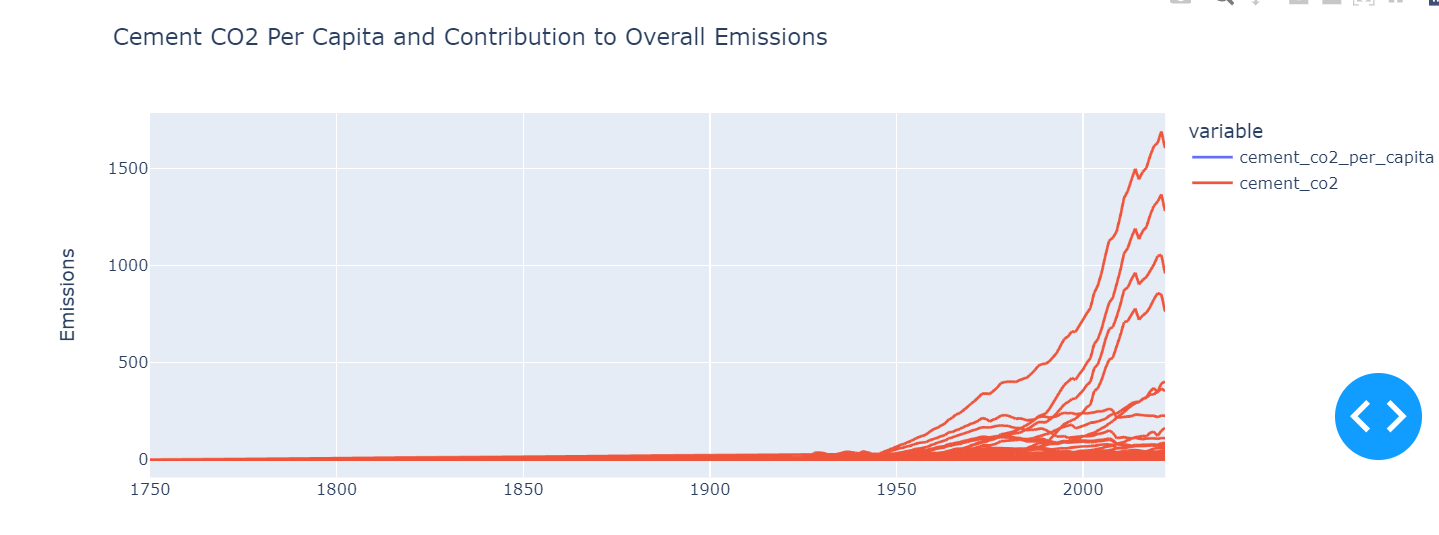 Cement CO2 Per Capita and Contribution to Overall Emissions
variable
cement_co2_per_capita
cement_co2
Emissions
1500
1000
500
0
1750 1800 1850 1900 1950 2000